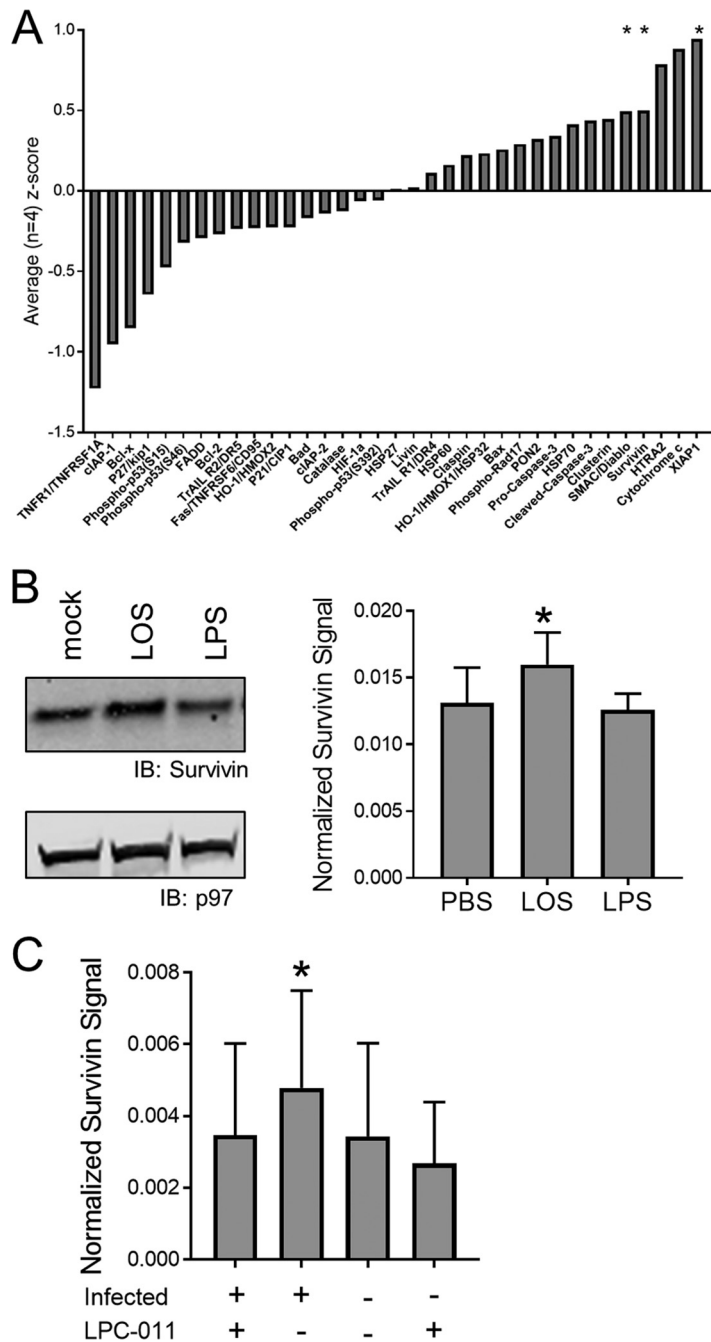 A
* * *
Average (n=4) z-score
1.0
0.5
0.0
-0.5
-1.0
-1.5
TNFR1/TNFRSF1A
cIAP-1
Bcl-x
P27/kip1
Phospho-p53(S15)
Phospho-p53(S46)
FADD
Bcl-2
TrAIL R2/DR5
Fas/TNFRSF6/CD95
HO-1/HMOX2
P21/CIP1
Bad
cIAP-2
Catalase
HIF-1a
Phospho-p53(S392)
HSP27
Livin
TrAIL R1/DR4
HSP60
Claspin
HO-1/HMOX1/HSP32
Bax
Phospho-Rad17
PON2
Pro-Caspase-3
HSP70
Cleaved-Caspase-3
Clusterin
SMAC/Diablo
Survivin
HTRA2
Cytochrome c
XIAP1
B
mock
LOS
LPS
IB: Survivin
IB: p97
Normalized Survivin Signal
0.020
0.015
0.010
0.005
0.000
*
PBS LOS LPS
C
Normalized Survivin Signal
0.008
0.006
0.004
0.002
0.000
*
Infected + + - -
LPC-011 + - - +